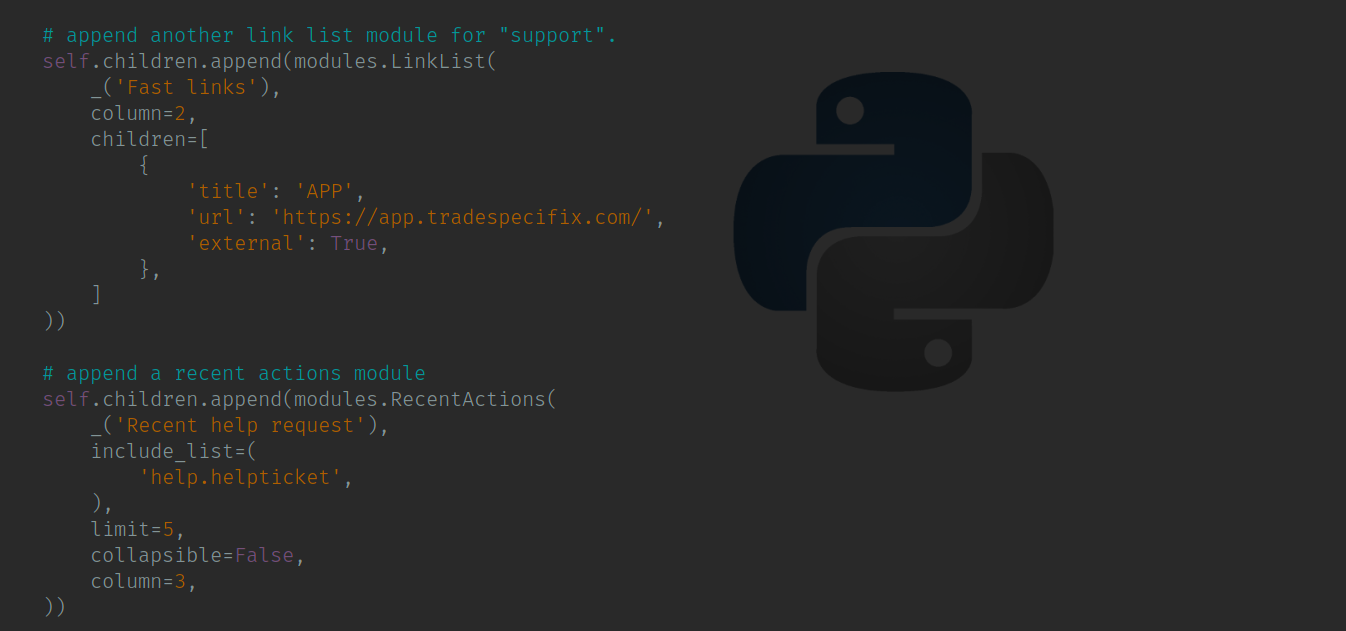 # append another link list module for "support".
self.children.append(modules.LinkList(
    _('Fast links'),
    column=2,
    children=[
        {
            'title': 'APP',
            'url': 'https://app.tradespecifix.com/',
            'external': True,
        },
    ]
))

# append a recent actions module
self.children.append(modules.RecentActions(
    _('Recent help request'),
    include_list=(
        'help.helpticket',
    ),
    limit=5,
    collapsible=False,
    column=3,
))